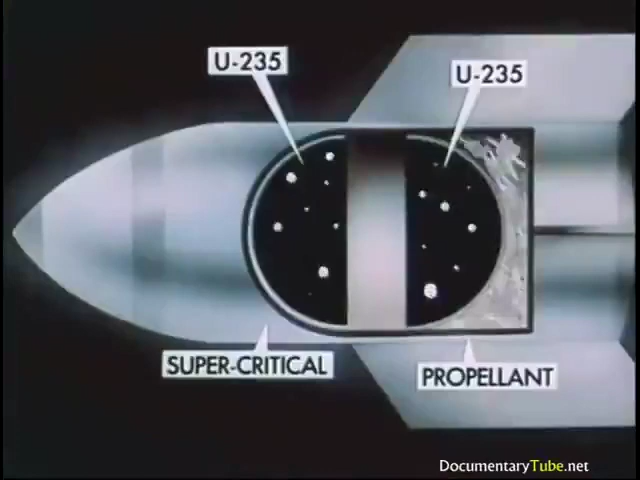 U-235
U-235
SUPER-CRITICAL
PROPELLANT
DocumentaryTube.net